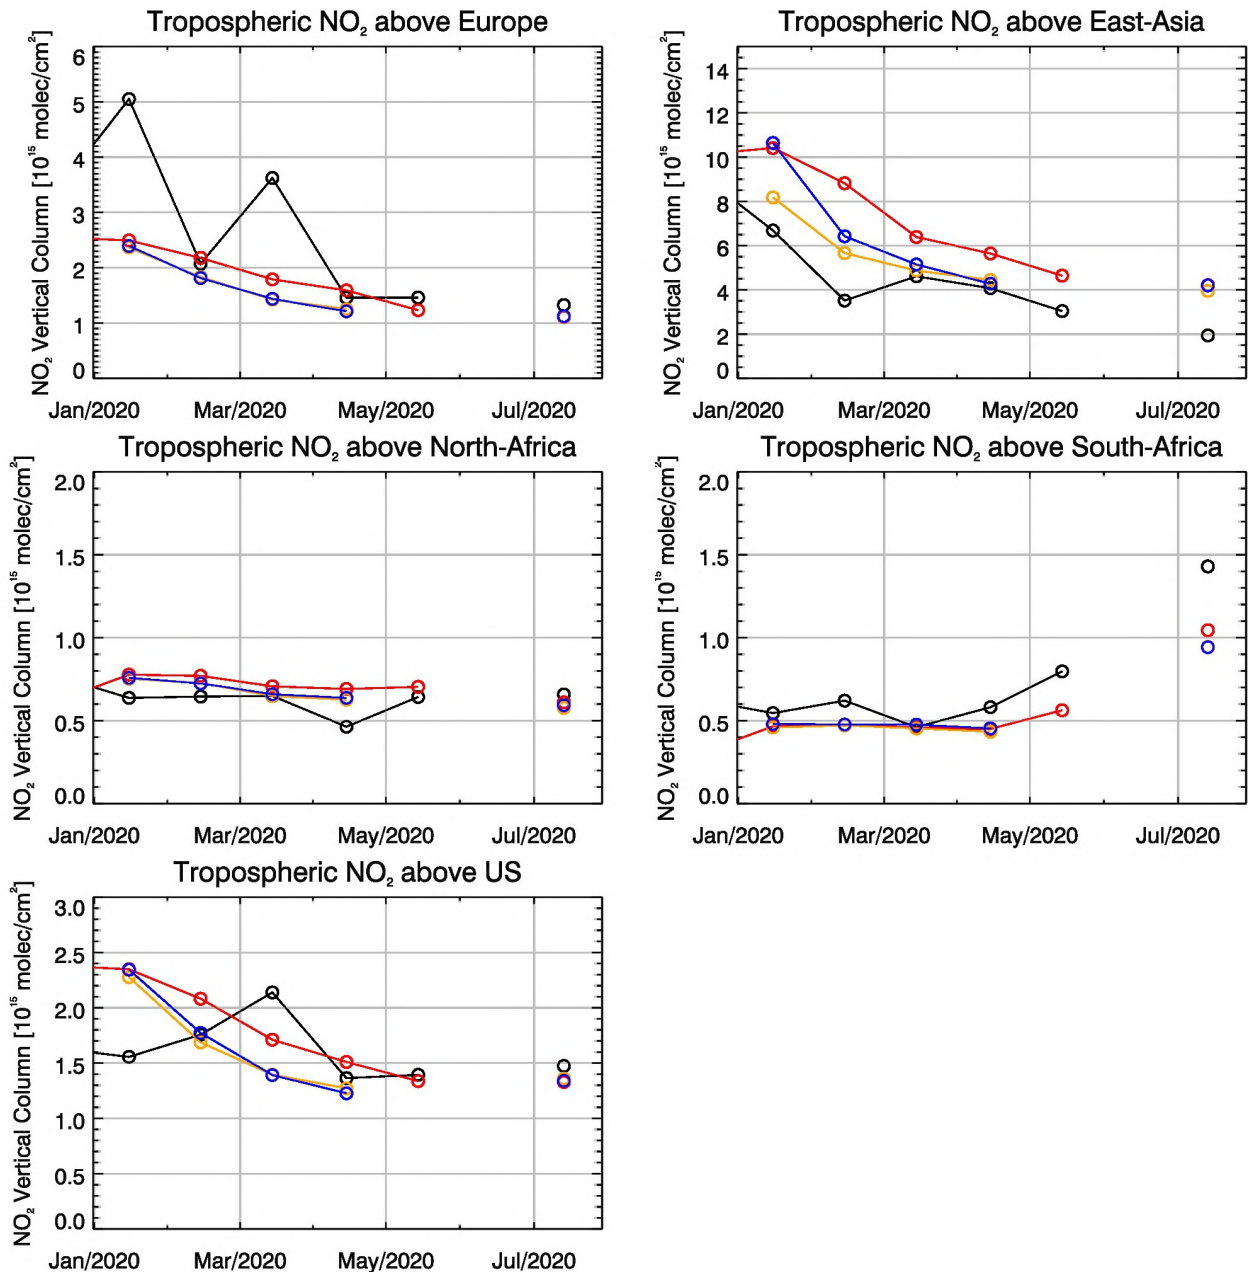 Tropospheric NO₂ above Europe
NO₂ Vertical Column [10¹⁵ molec/cm²]
6
5
4
3
2
1
0
Jan/2020 Mar/2020 May/2020 Jul/2020
Tropospheric NO₂ above East-Asia
NO₂ Vertical Column [10¹⁵ molec/cm²]
14
12
10
8
6
4
2
0
Jan/2020 Mar/2020 May/2020 Jul/2020
Tropospheric NO₂ above North-Africa
NO₂ Vertical Column [10¹⁵ molec/cm²]
2.0
1.5
1.0
0.5
0.0
Jan/2020 Mar/2020 May/2020 Jul/2020
Tropospheric NO₂ above South-Africa
NO₂ Vertical Column [10¹⁵ molec/cm²]
2.0
1.5
1.0
0.5
0.0
Jan/2020 Mar/2020 May/2020 Jul/2020
Tropospheric NO₂ above US
NO₂ Vertical Column [10¹⁵ molec/cm²]
3.0
2.5
2.0
1.5
1.0
0.5
0.0
Jan/2020 Mar/2020 May/2020 Jul/2020